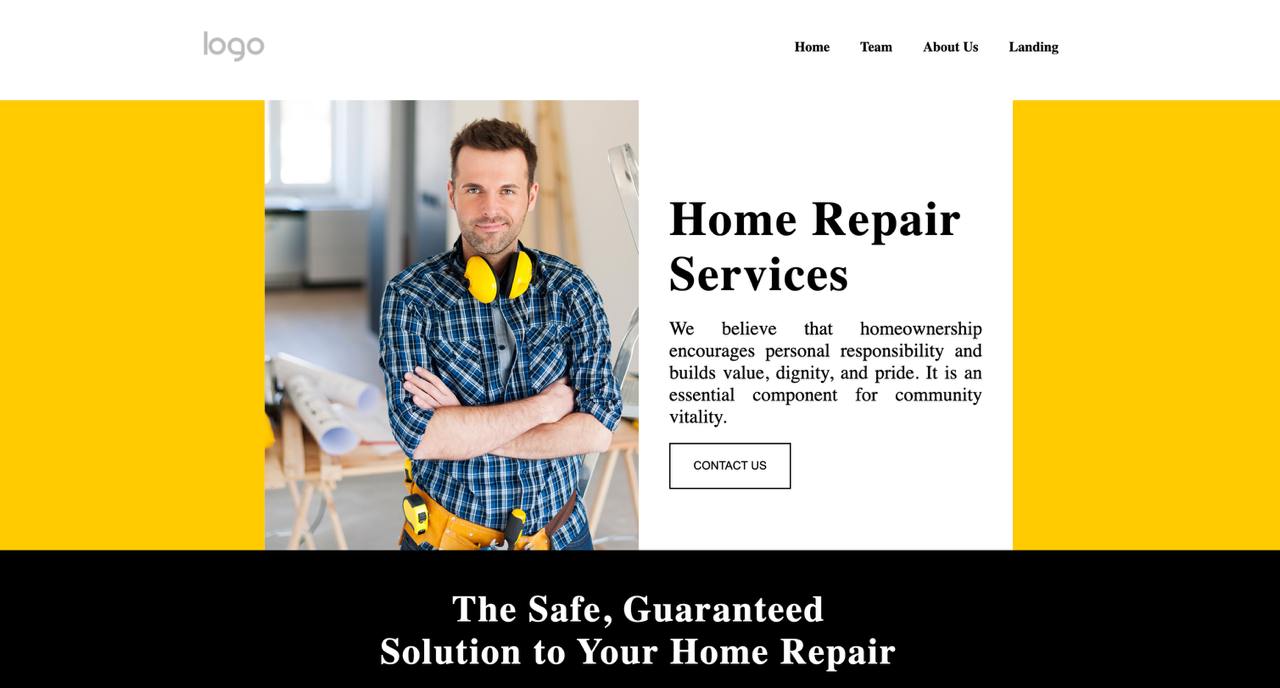 logo
Home Team About Us Landing
Home Repair
Services
We believe that homeownership
encourages personal responsibility and
builds value, dignity, and pride. It is an
essential component for community
vitality.
CONTACT US
The Safe, Guaranteed
Solution to Your Home Repair